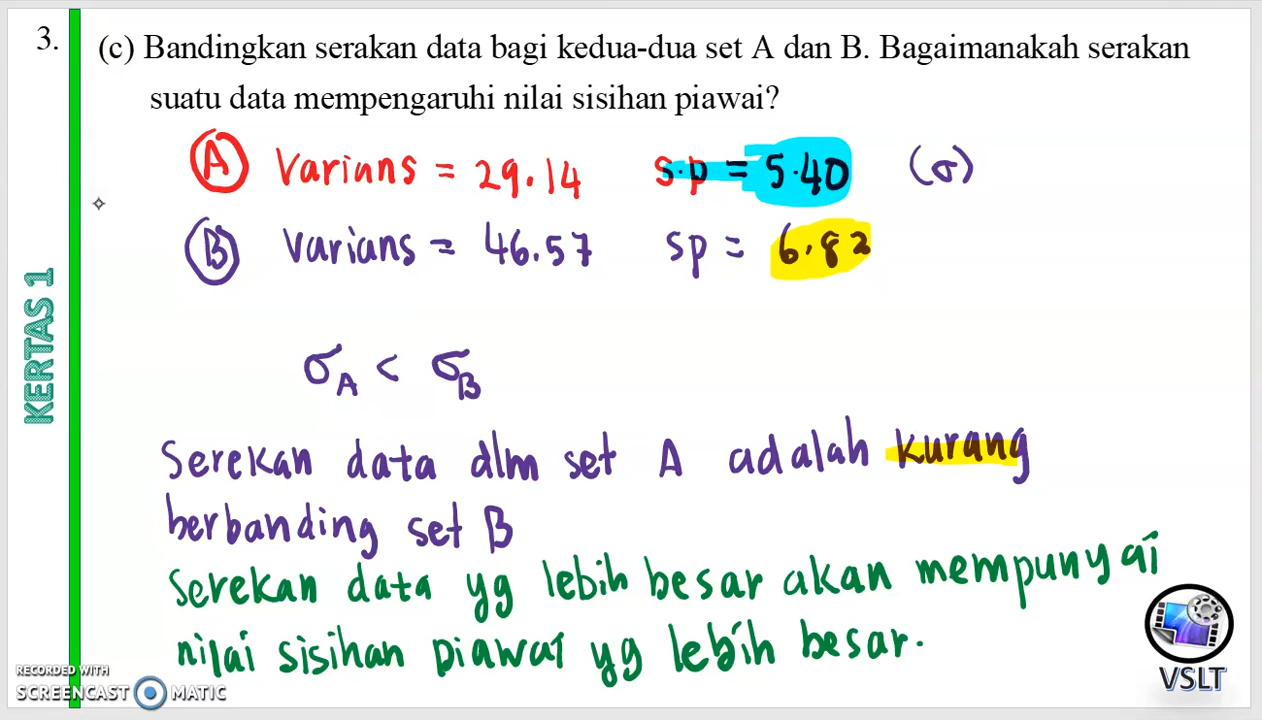 3.
(c) Bandingkan serakan data bagi kedua-dua set A dan B. Bagaimanakah serakan
suatu data mempengaruhi nilai sisihan piawai?
A varians = 29.14 s.p = 5.40 (σ)
B varians = 46.57 sp = 6.82
σA < σB
Serekan data dlm set A adalah kurang
berbanding set B
Serekan data yg lebih besar akan mempunyai
nilai sisihan piawai yg lebih besar.
KERTAS 1
RECORDED WITH
SCREENCAST MATIC
VSLT